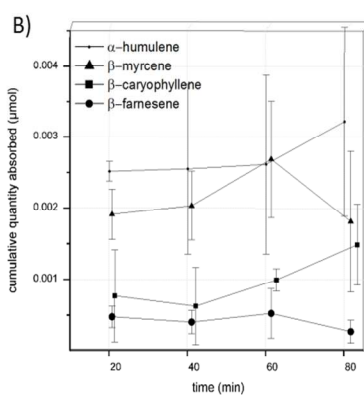 B)
α-humulene
β-myrcene
β-caryophyllene
β-farnesene
cumulative quantity absorbed (μmol)
0.004
0.003
0.002
0.001
20 40 60 80
time (min)